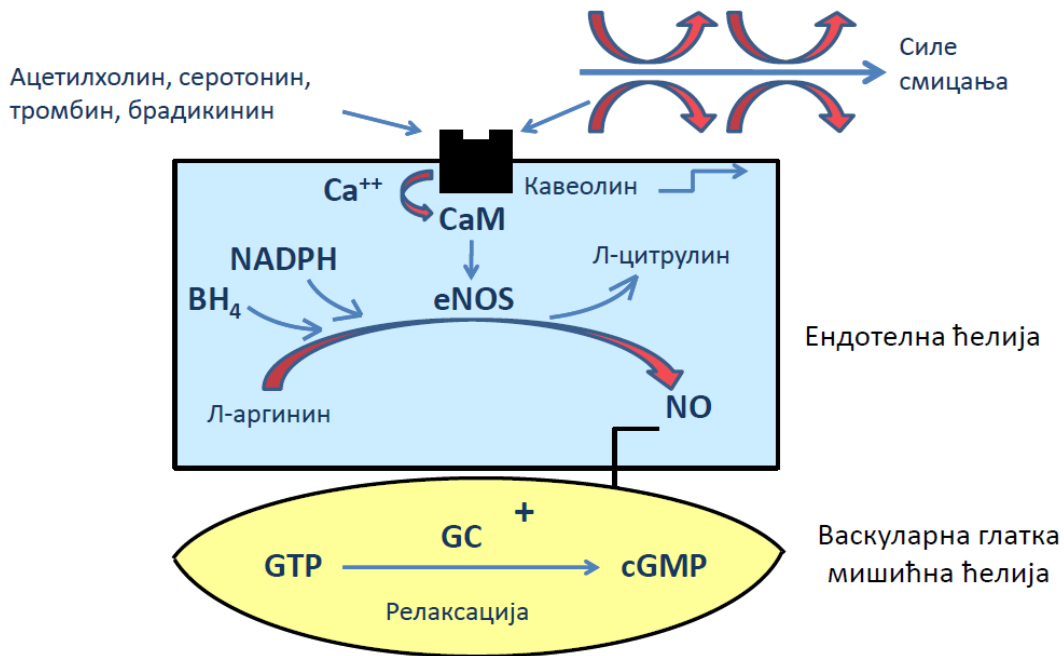 Ацетилхолин, серотонин,
тромбин, брадикинин
Силе
смицања
Ca++
Кавеолин
CaM
NADPH
Л-цитрулин
BH4
eNOS
Ендотелна ћелија
Л-аргинин
NO
+
GC
GTP
cGMP
Релаксација
Васкуларна глатка
мишићна ћелија